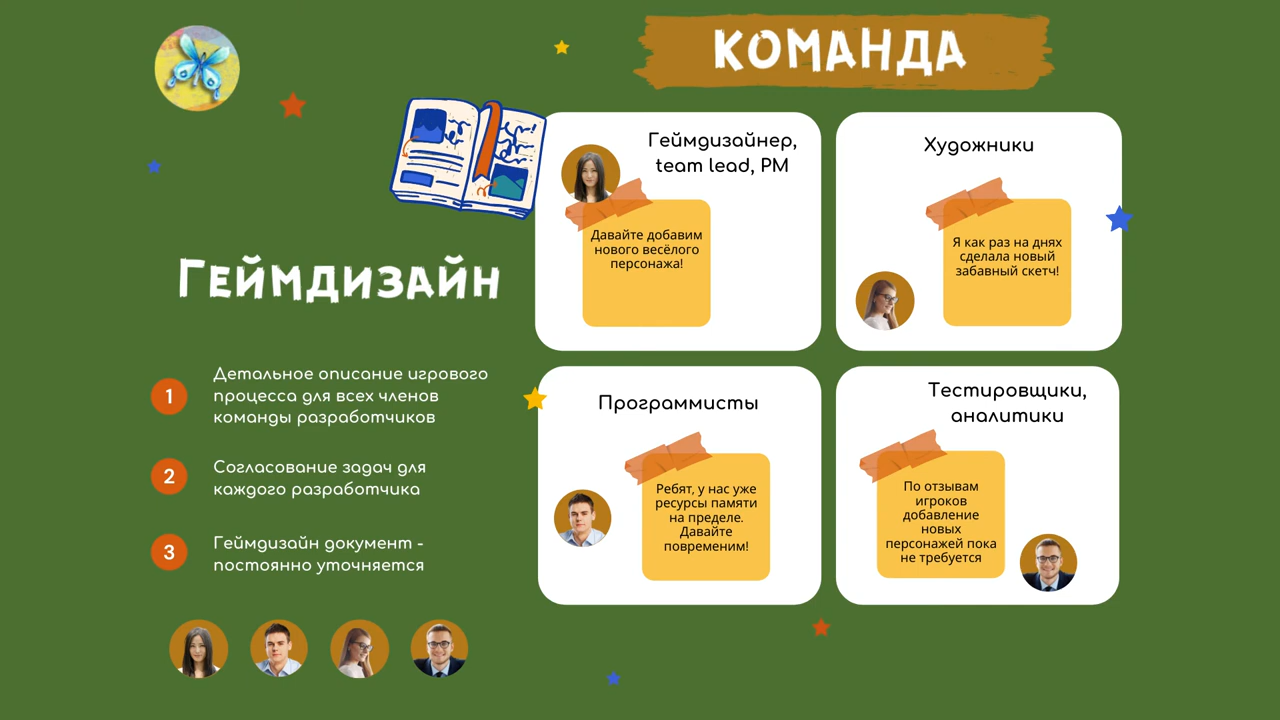 КОМАНДА
Геймдизайн
1
Детальное описание игрового
процесса для всех членов
команды разработчиков
2
Согласование задач для
каждого разработчика
3
Геймдизайн документ -
постоянно уточняется
Геймдизайнер,
team lead, PM
Давайте добавим
нового весёлого
персонажа!
Художники
Я как раз на днях
сделала новый
забавный скетч!
Программисты
Ребят, у нас уже
ресурсы памяти
на пределе.
Давайте
повременим!
Тестировщики,
аналитики
По отзывам
игроков
добавление
новых
персонажей пока
не требуется